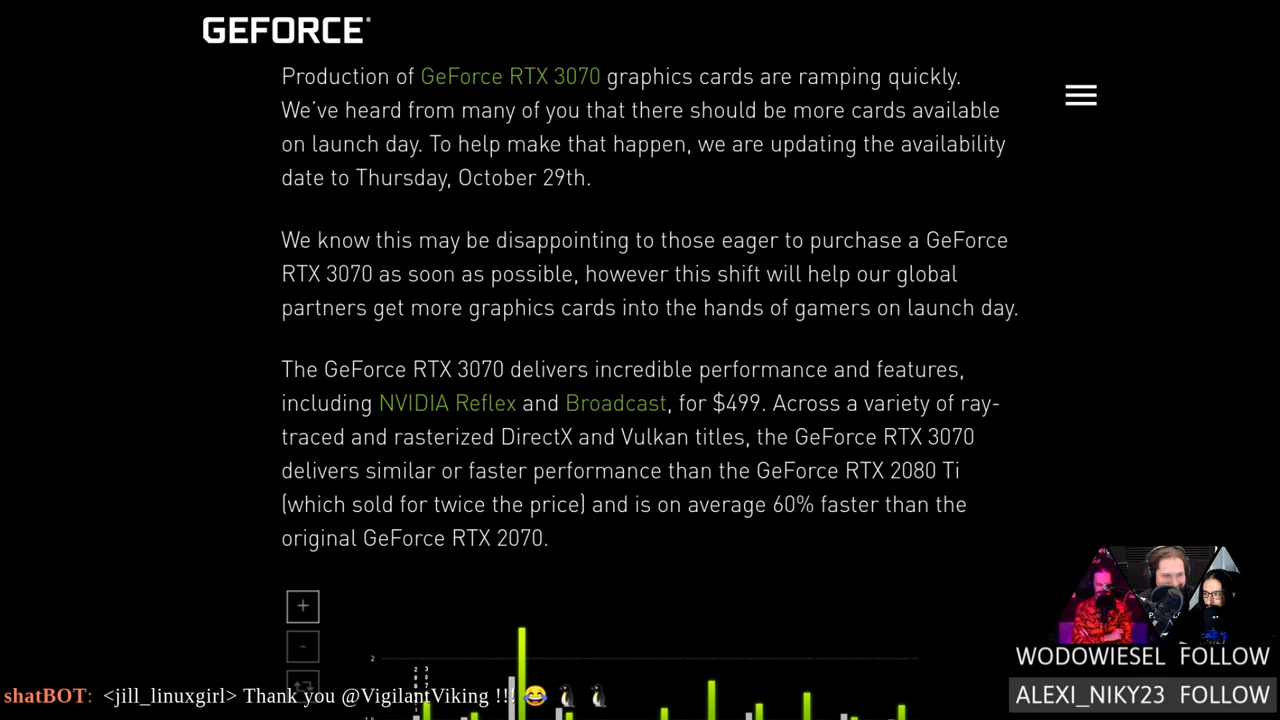 GEFORCE
Production of GeForce RTX 3070 graphics cards are ramping quickly.
We've heard from many of you that there should be more cards available
on launch day. To help make that happen, we are updating the availability
date to Thursday, October 29th.
We know this may be disappointing to those eager to purchase a GeForce
RTX 3070 as soon as possible, however this shift will help our global
partners get more graphics cards into the hands of gamers on launch day.
The GeForce RTX 3070 delivers incredible performance and features,
including NVIDIA Reflex and Broadcast, for $499. Across a variety of ray-
traced and rasterized DirectX and Vulkan titles, the GeForce RTX 3070
delivers similar or faster performance than the GeForce RTX 2080 Ti
(which sold for twice the price) and is on average 60% faster than the
original GeForce RTX 2070.
+
-
2
WODOWIESEL FOLLOW
shatBOT: <jill_linuxgirl> Thank you @VigilantViking !!! 😂 🐧 🐧
ALEXI_NIKY23 FOLLOW